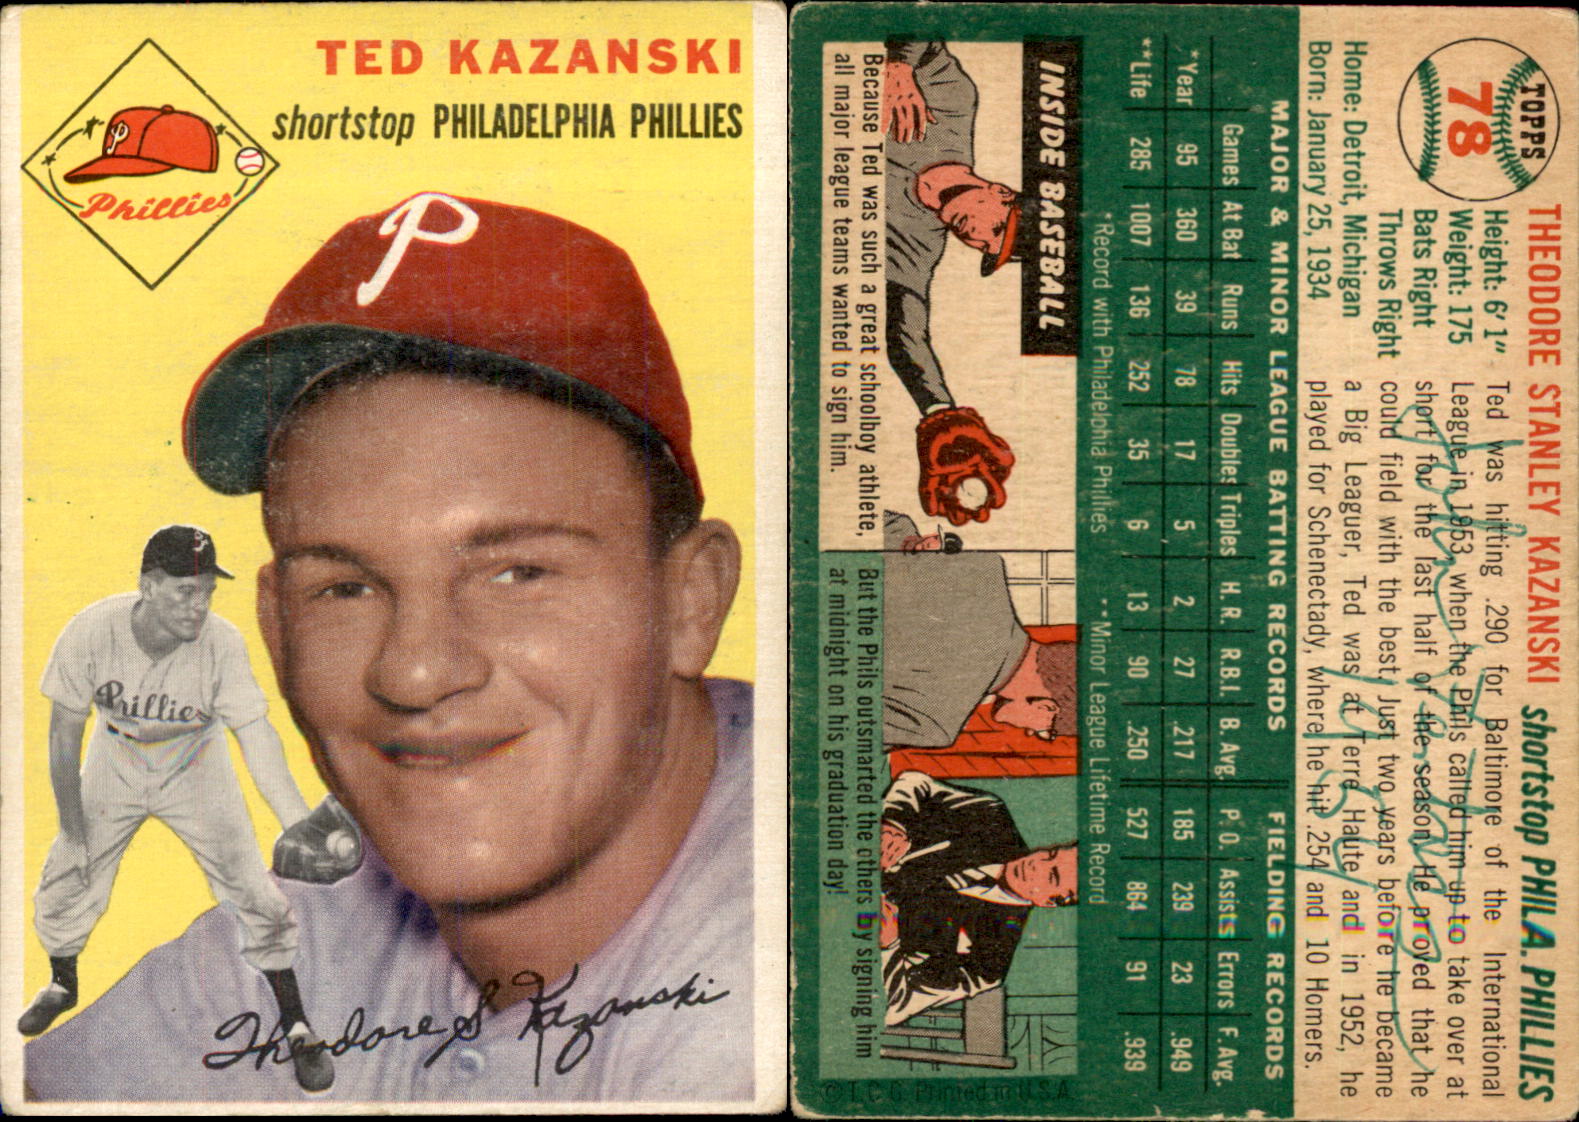 TED KAZANSKI
shortstop PHILADELPHIA PHILLIES
P
Phillies
P
Phillies
Theodore S Kazanski
TOPPS
78
THEODORE STANLEY KAZANSKI shortstop PHILA. PHILLIES
Height: 6' 1"
Weight: 175
Bats Right
Throws Right
Home: Detroit, Michigan
Born: January 25, 1934
Ted was hitting .290 for Baltimore of the International
League in 1953, when the Phils called him up to take over at
short for the last half of the season. He proved that he
could field with the best. Just two years before he became
a Big Leaguer, Ted was at Terre Haute and in 1952, he
played for Schenectady, where he hit .254 and 10 Homers.
MAJOR & MINOR LEAGUE BATTING RECORDS FIELDING RECORDS
Games At Bat Runs Hits Doubles Triples H. R. R.B.I. B. Avg. P. O. Assists Errors F. Avg.
*Year 95 360 39 78 17 5 2 27 .217 185 239 23 .949
**Life 285 1007 136 252 35 6 13 90 .250 527 864 91 .939
*Record with Philadelphia Phillies **Minor League Lifetime Record
INSIDE BASEBALL
Because Ted was such a great schoolboy athlete,
all major league teams wanted to sign him.
But the Phils outsmarted the others by signing him
at midnight on his graduation day!
© T. C. G. Printed in U.S.A.